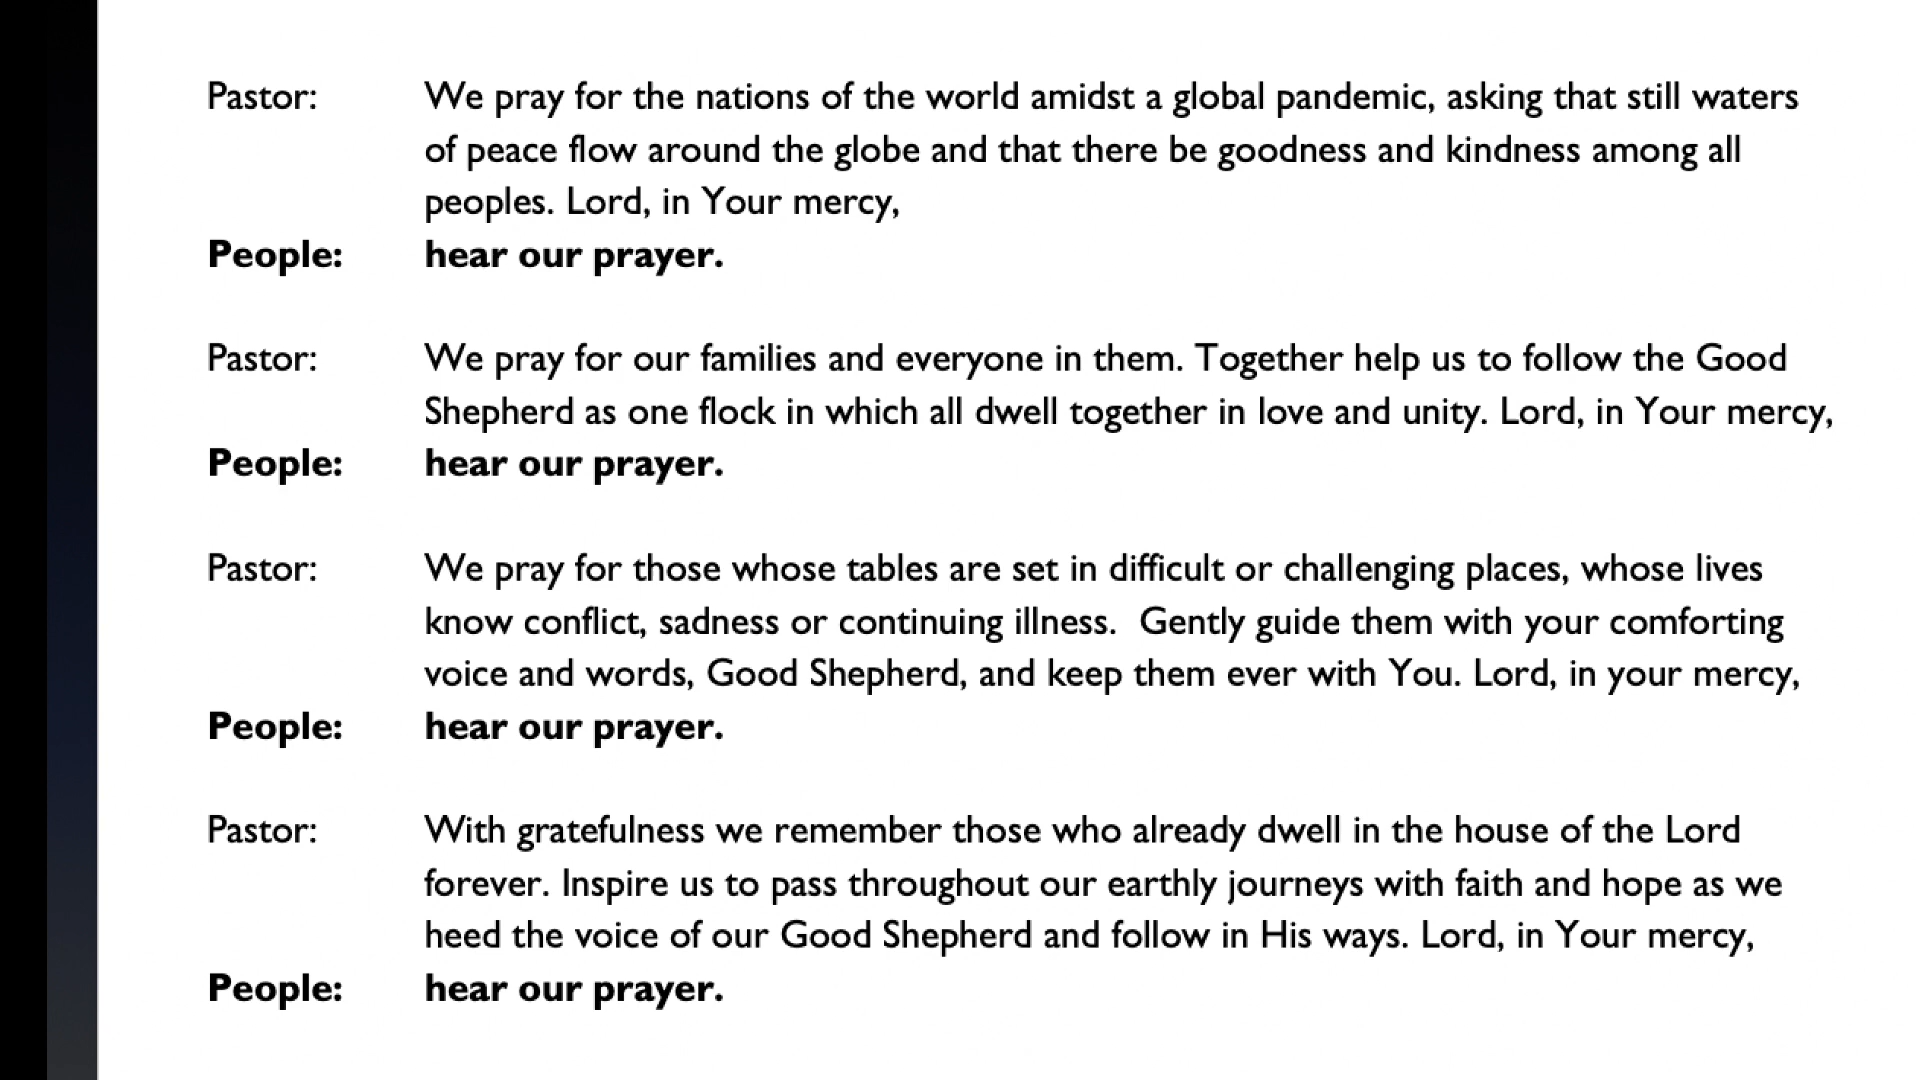 Pastor: We pray for the nations of the world amidst a global pandemic, asking that still waters
of peace flow around the globe and that there be goodness and kindness among all
peoples. Lord, in Your mercy,
People: hear our prayer.
Pastor: We pray for our families and everyone in them. Together help us to follow the Good
Shepherd as one flock in which all dwell together in love and unity. Lord, in Your mercy,
People: hear our prayer.
Pastor: We pray for those whose tables are set in difficult or challenging places, whose lives
know conflict, sadness or continuing illness.  Gently guide them with your comforting
voice and words, Good Shepherd, and keep them ever with You. Lord, in your mercy,
People: hear our prayer.
Pastor: With gratefulness we remember those who already dwell in the house of the Lord
forever. Inspire us to pass throughout our earthly journeys with faith and hope as we
heed the voice of our Good Shepherd and follow in His ways. Lord, in Your mercy,
People: hear our prayer.